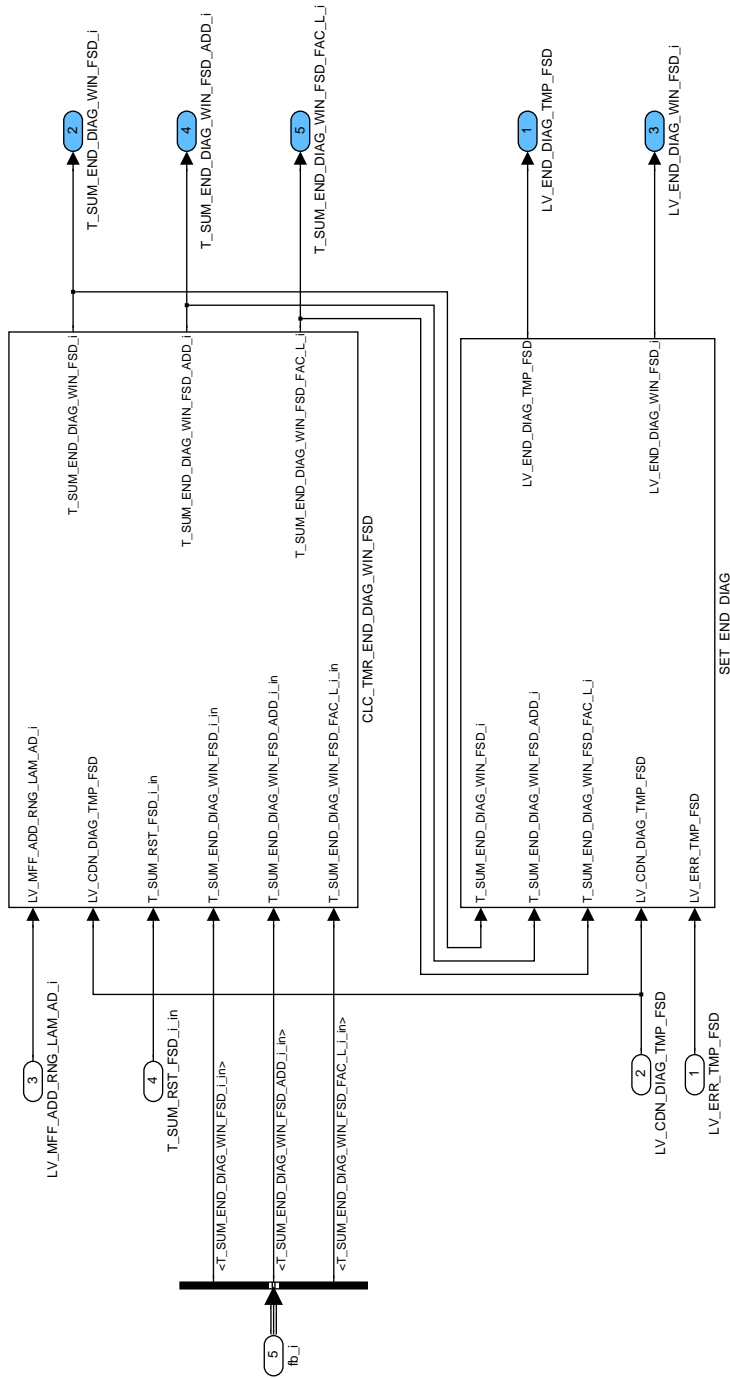 3
LV_MFF_ADD_RNG_LAM_AD_i
4
T_SUM_RST_FSD_i_in
5
fb_i
<T_SUM_END_DIAG_WIN_FSD_i_in>
<T_SUM_END_DIAG_WIN_FSD_ADD_i_in>
<T_SUM_END_DIAG_WIN_FSD_FAC_L_i_in>
LV_MFF_ADD_RNG_LAM_AD_i
LV_CDN_DIAG_TMP_FSD
T_SUM_RST_FSD_i_in
T_SUM_END_DIAG_WIN_FSD_i_in
T_SUM_END_DIAG_WIN_FSD_ADD_i_in
T_SUM_END_DIAG_WIN_FSD_FAC_L_i_in
T_SUM_END_DIAG_WIN_FSD_i
T_SUM_END_DIAG_WIN_FSD_ADD_i
T_SUM_END_DIAG_WIN_FSD_FAC_L_i
CLC_TMR_END_DIAG_WIN_FSD
2
T_SUM_END_DIAG_WIN_FSD_i
4
T_SUM_END_DIAG_WIN_FSD_ADD_i
5
T_SUM_END_DIAG_WIN_FSD_FAC_L_i
2
LV_CDN_DIAG_TMP_FSD
1
LV_ERR_TMP_FSD
T_SUM_END_DIAG_WIN_FSD_i
T_SUM_END_DIAG_WIN_FSD_ADD_i
T_SUM_END_DIAG_WIN_FSD_FAC_L_i
LV_CDN_DIAG_TMP_FSD
LV_ERR_TMP_FSD
LV_END_DIAG_TMP_FSD
LV_END_DIAG_WIN_FSD_i
SET_END_DIAG
1
LV_END_DIAG_TMP_FSD
3
LV_END_DIAG_WIN_FSD_i